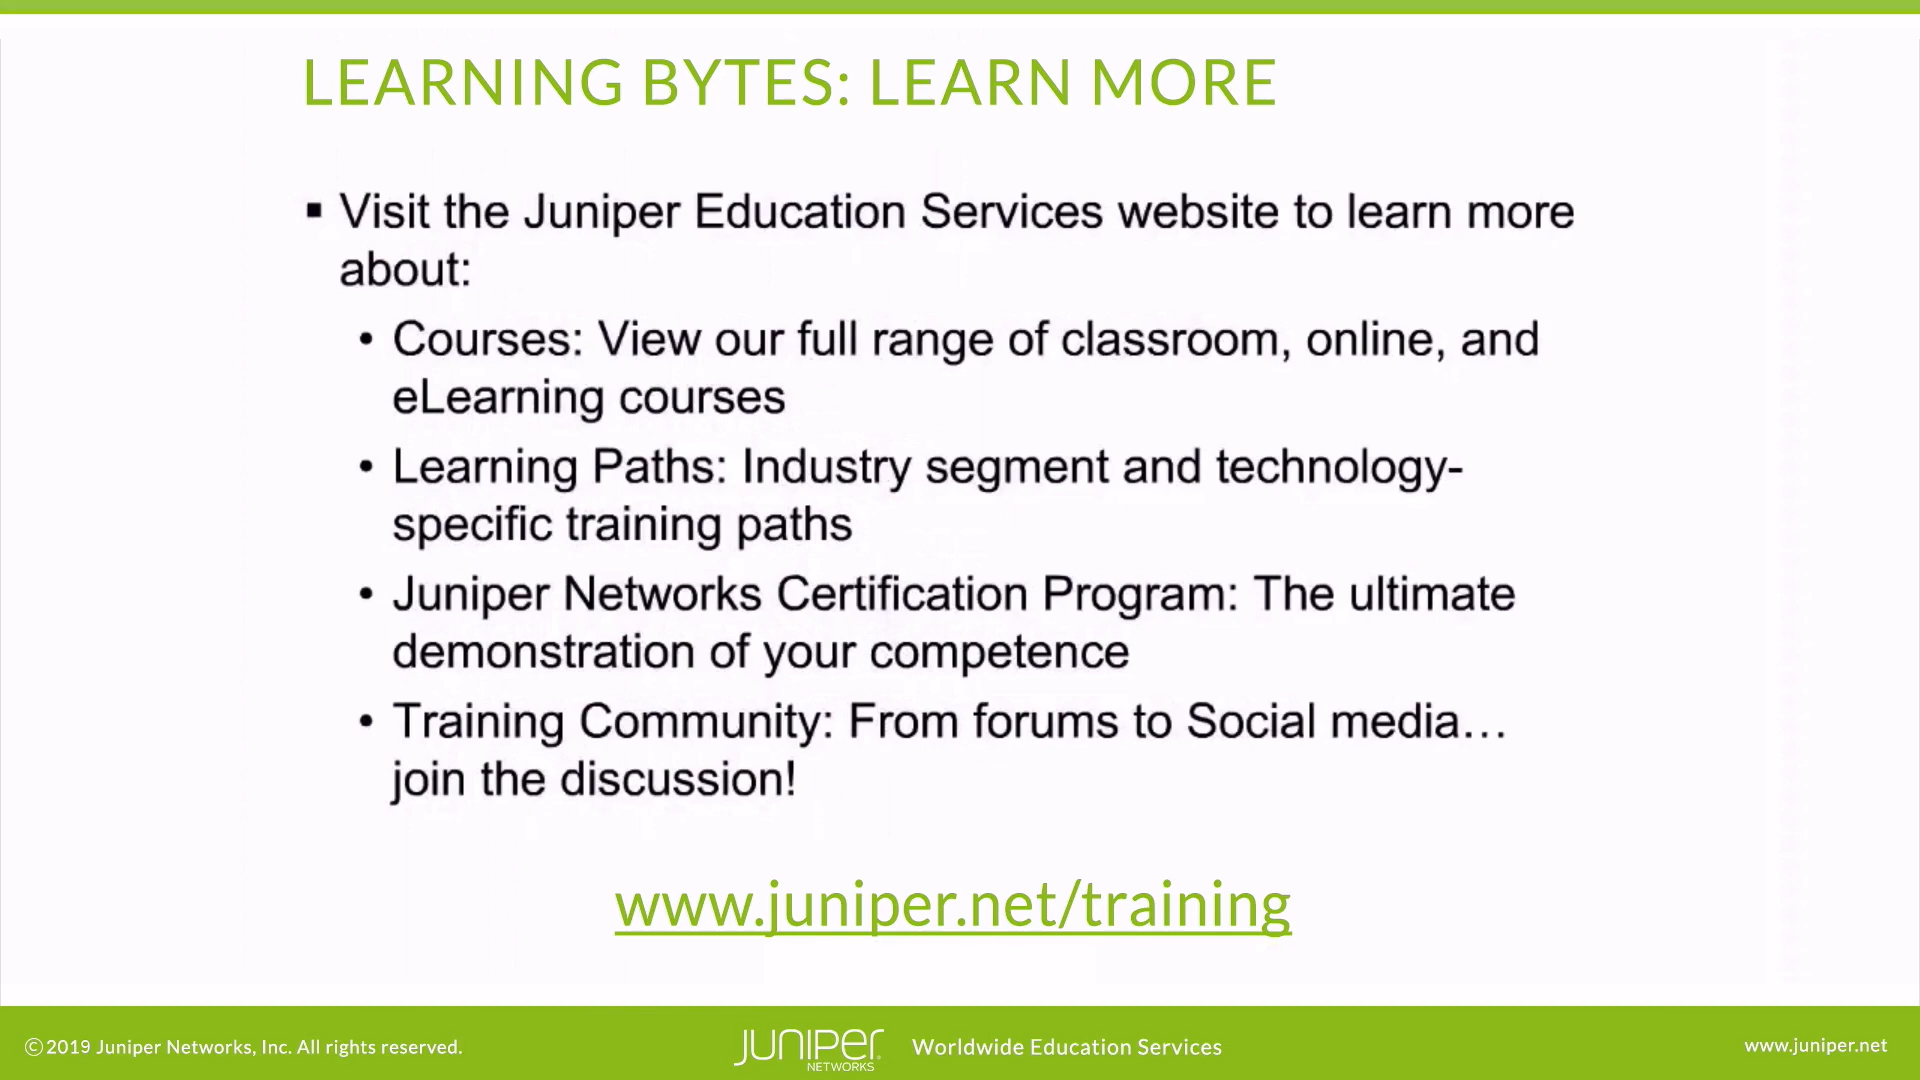 LEARNING BYTES: LEARN MORE
▪ Visit the Juniper Education Services website to learn more
about:
• Courses: View our full range of classroom, online, and
eLearning courses
• Learning Paths: Industry segment and technology-
specific training paths
• Juniper Networks Certification Program: The ultimate
demonstration of your competence
• Training Community: From forums to Social media…
join the discussion!
www.juniper.net/training
©2019 Juniper Networks, Inc. All rights reserved.
JUNIPER
NETWORKS
Worldwide Education Services
www.juniper.net